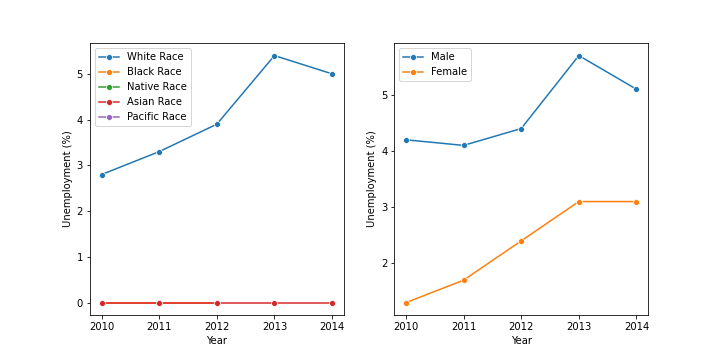 White Race
Black Race
Native Race
Asian Race
Pacific Race
Unemployment (%)
5
4
3
2
1
0
2010 2011 2012 2013 2014
Year
Male
Female
Unemployment (%)
5
4
3
2
2010 2011 2012 2013 2014
Year